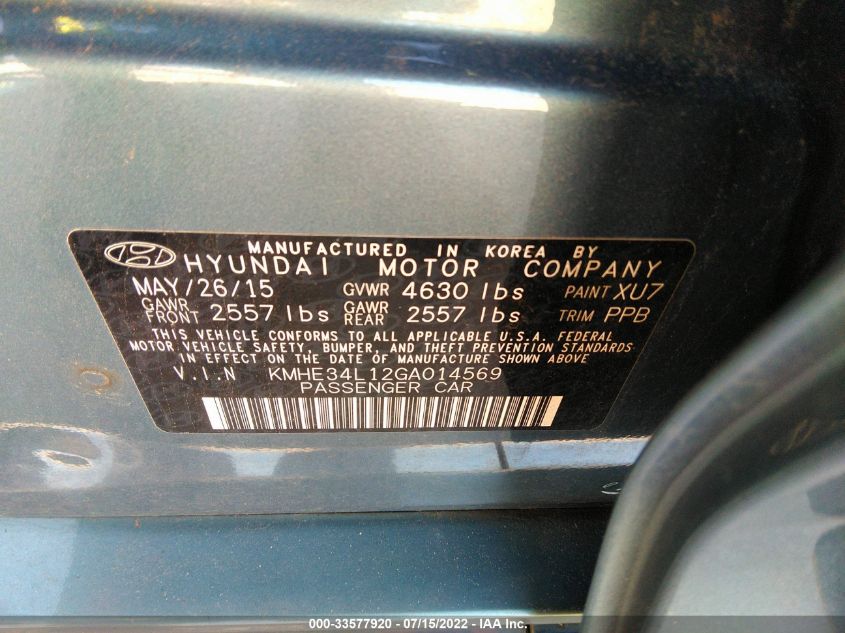 MANUFACTURED IN KOREA BY
HYUNDAI MOTOR COMPANY
MAY/26/15 GVWR 4630 lbs PAINT XU7
GAWR FRONT 2557 lbs GAWR REAR 2557 lbs TRIM PPB
THIS VEHICLE CONFORMS TO ALL APPLICABLE U.S.A. FEDERAL
MOTOR VEHICLE SAFETY, BUMPER, AND THEFT PREVENTION STANDARDS
IN EFFECT ON THE DATE OF MANUFACTURE SHOWN ABOVE
V.I.N KMHE34L12GA014569
PASSENGER CAR
000-33577920 - 07/15/2022 - IAA Inc.